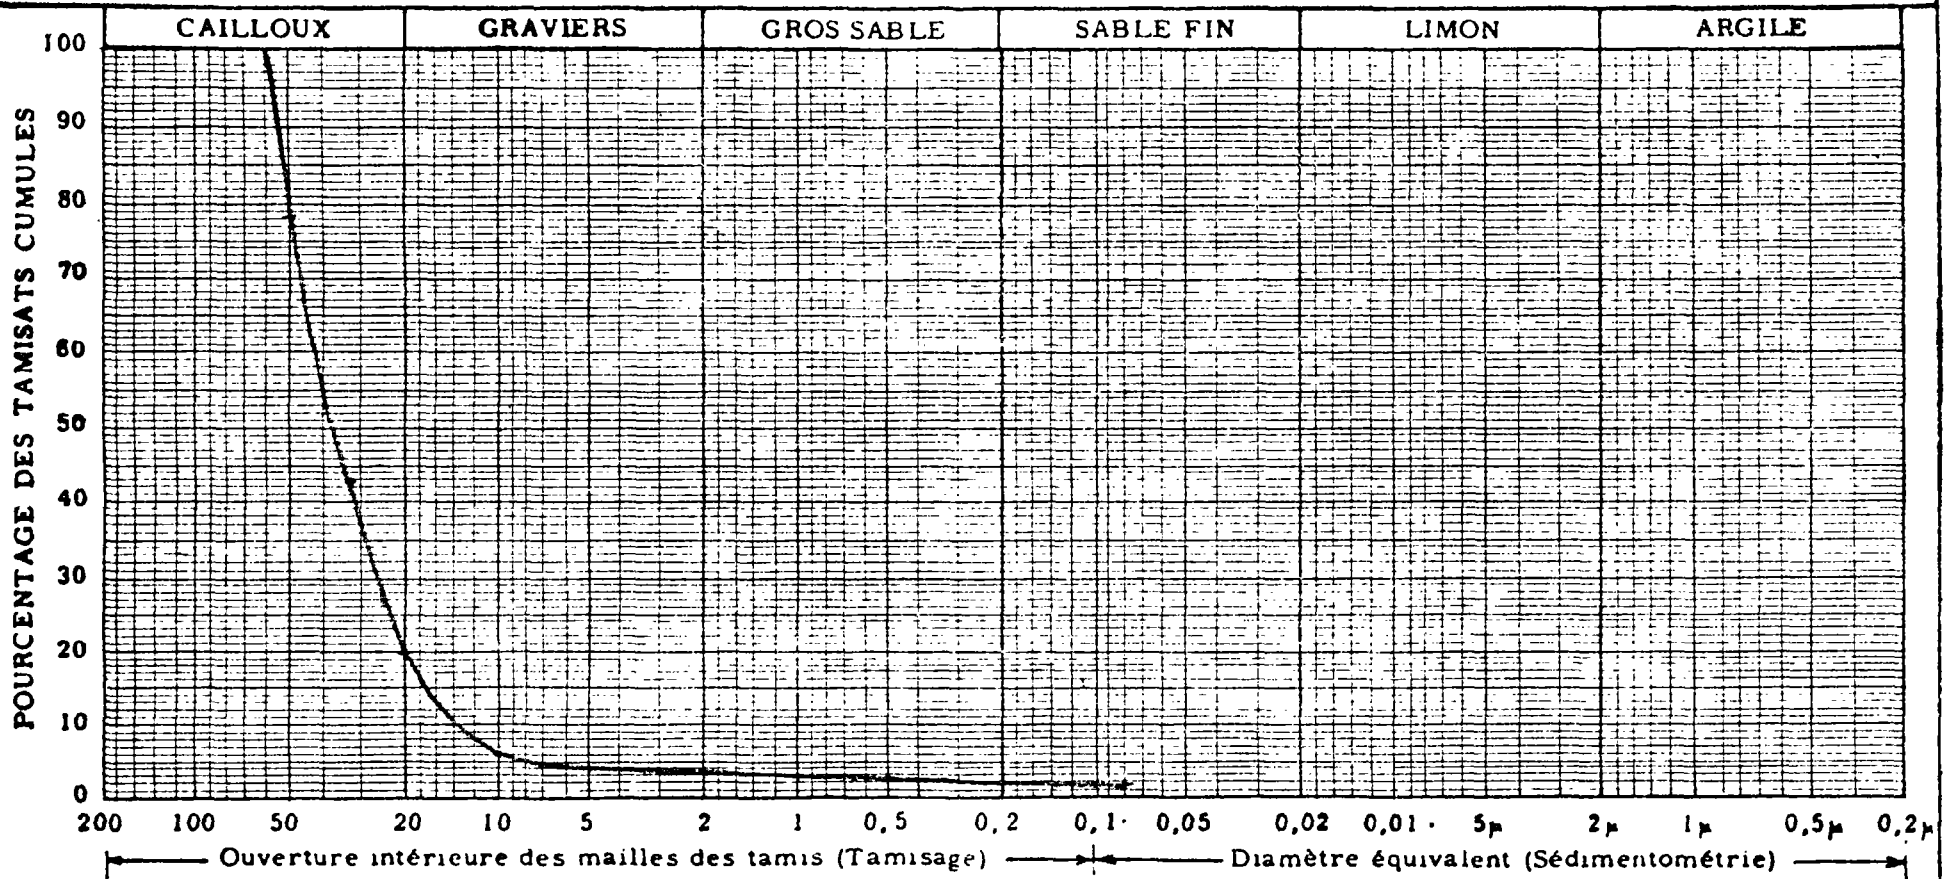 CAILLOUX GRAVIERS GROS SABLE SABLE FIN LIMON ARGILE
POURCENTAGE DES TAMISATS CUMULES
100
90
80
70
60
50
40
30
20
10
0
200 100 50 20 10 5 2 1 0,5 0,2 0,1· 0,05 0,02 0,01· 5μ 2μ 1μ 0,5μ 0,2μ
Ouverture intérieure des mailles des tamis (Tamisage) Diamètre équivalent (Sédimentométrie)